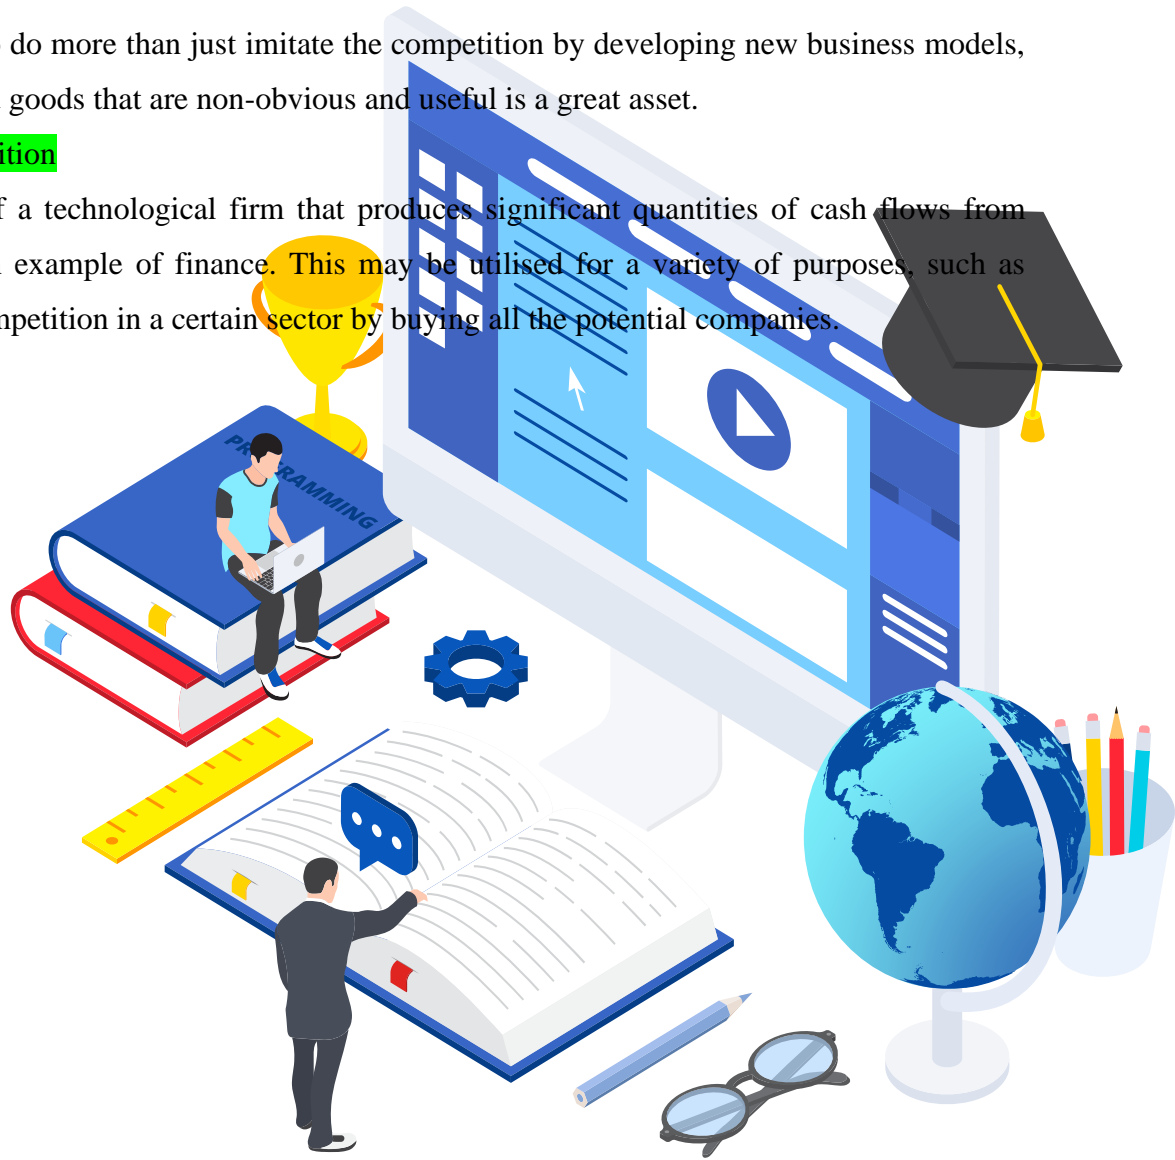 do more than just imitate the competition by developing new business models,
goods that are non-obvious and useful is a great asset.
ition
f a technological firm that produces significant quantities of cash flows from
example of finance. This may be utilised for a variety of purposes, such as
mpetition in a certain sector by buying all the potential companies.
PROGRAMMING